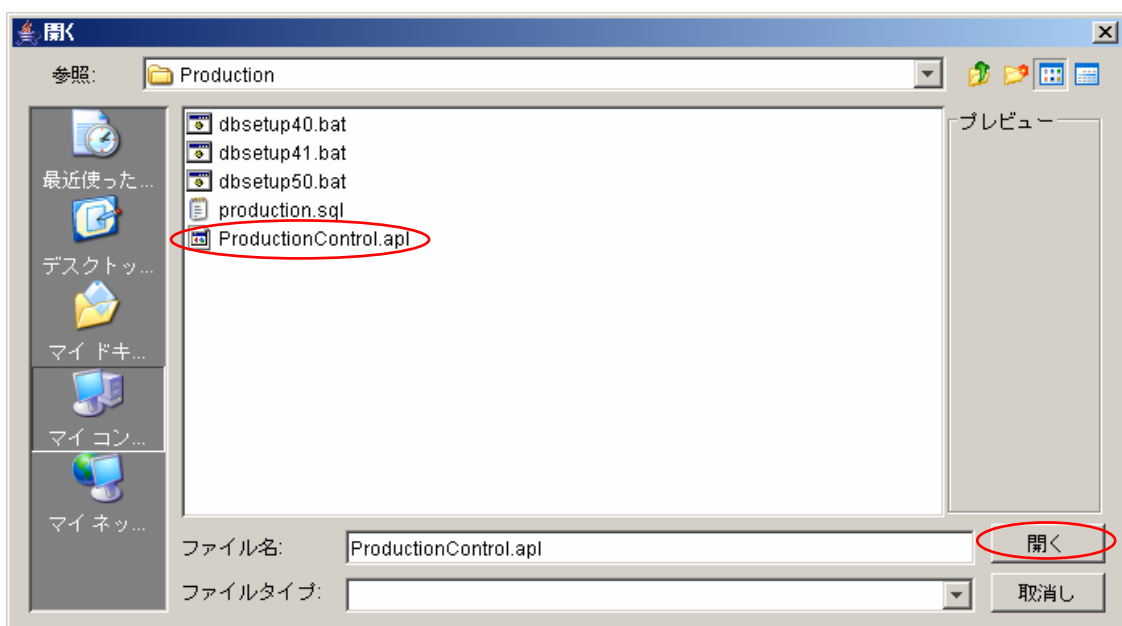 開く
参照: Production
dbsetup40.bat
dbsetup41.bat
dbsetup50.bat
production.sql
ProductionControl.apl
プレビュー
最近使った...
デスクトッ...
マイ ドキ...
マイ コン...
マイ ネッ...
ファイル名: ProductionControl.apl
開く
ファイルタイプ:
取消し